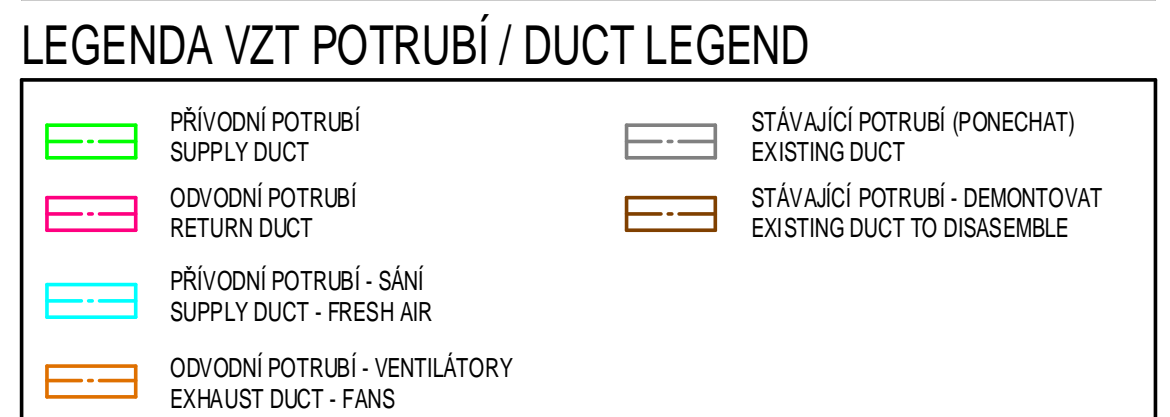 LEGENDA VZT POTRUBÍ / DUCT LEGEND
PŘÍVODNÍ POTRUBÍ
SUPPLY DUCT
ODVODNÍ POTRUBÍ
RETURN DUCT
PŘÍVODNÍ POTRUBÍ - SÁNÍ
SUPPLY DUCT - FRESH AIR
ODVODNÍ POTRUBÍ - VENTILÁTORY
EXHAUST DUCT - FANS
STÁVAJÍCÍ POTRUBÍ (PONECHAT)
EXISTING DUCT
STÁVAJÍCÍ POTRUBÍ - DEMONTOVAT
EXISTING DUCT TO DISASEMBLE